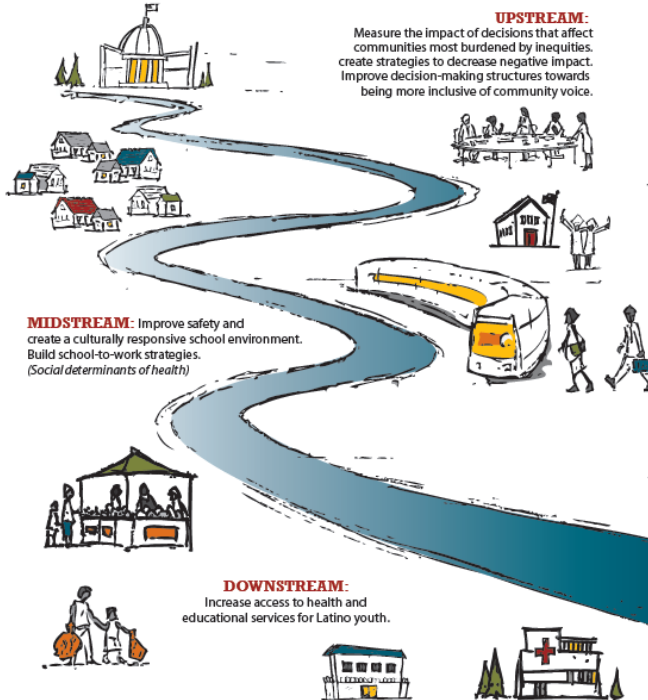 UPSTREAM:
Measure the impact of decisions that affect
communities most burdened by inequities.
create strategies to decrease negative impact.
Improve decision-making structures towards
being more inclusive of community voice.
MIDSTREAM: Improve safety and
create a culturally responsive school environment.
Build school-to-work strategies.
(Social determinants of health)
DOWNSTREAM:
Increase access to health and
educational services for Latino youth.